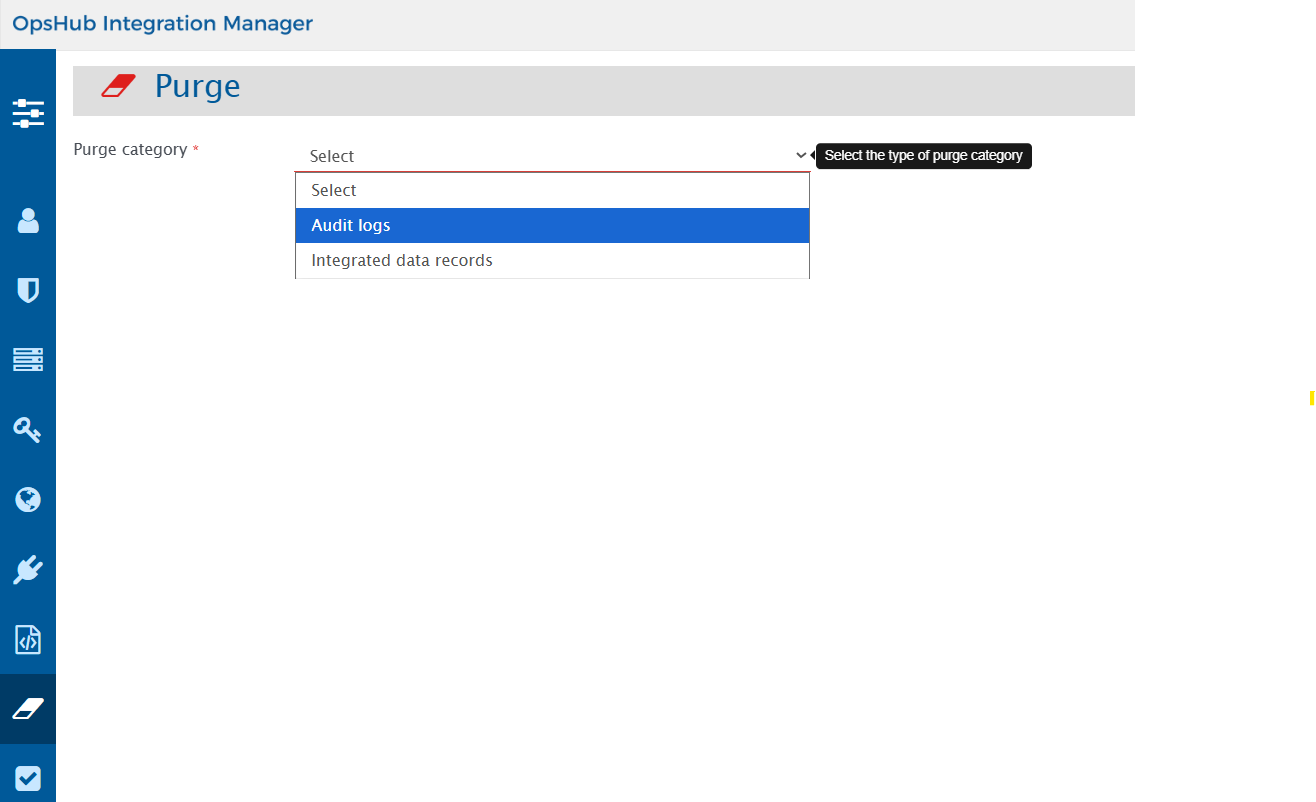 OpsHub Integration Manager
Purge
Purge category *
Select
Select the type of purge category
Select
Audit logs
Integrated data records